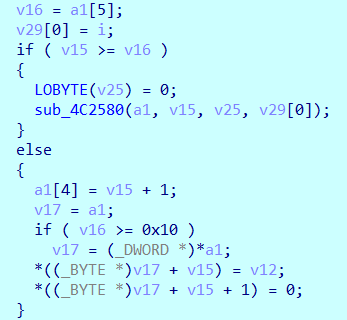 v16 = a1[5];
v29[0] = i;
if ( v15 >= v16 )
{
LOBYTE(v25) = 0;
sub_4C2580(a1, v15, v25, v29[0]);
}
else
{
a1[4] = v15 + 1;
v17 = a1;
if ( v16 >= 0x10 )
v17 = (_DWORD *)*a1;
*((_BYTE *)v17 + v15) = v12;
*((_BYTE *)v17 + v15 + 1) = 0;
}